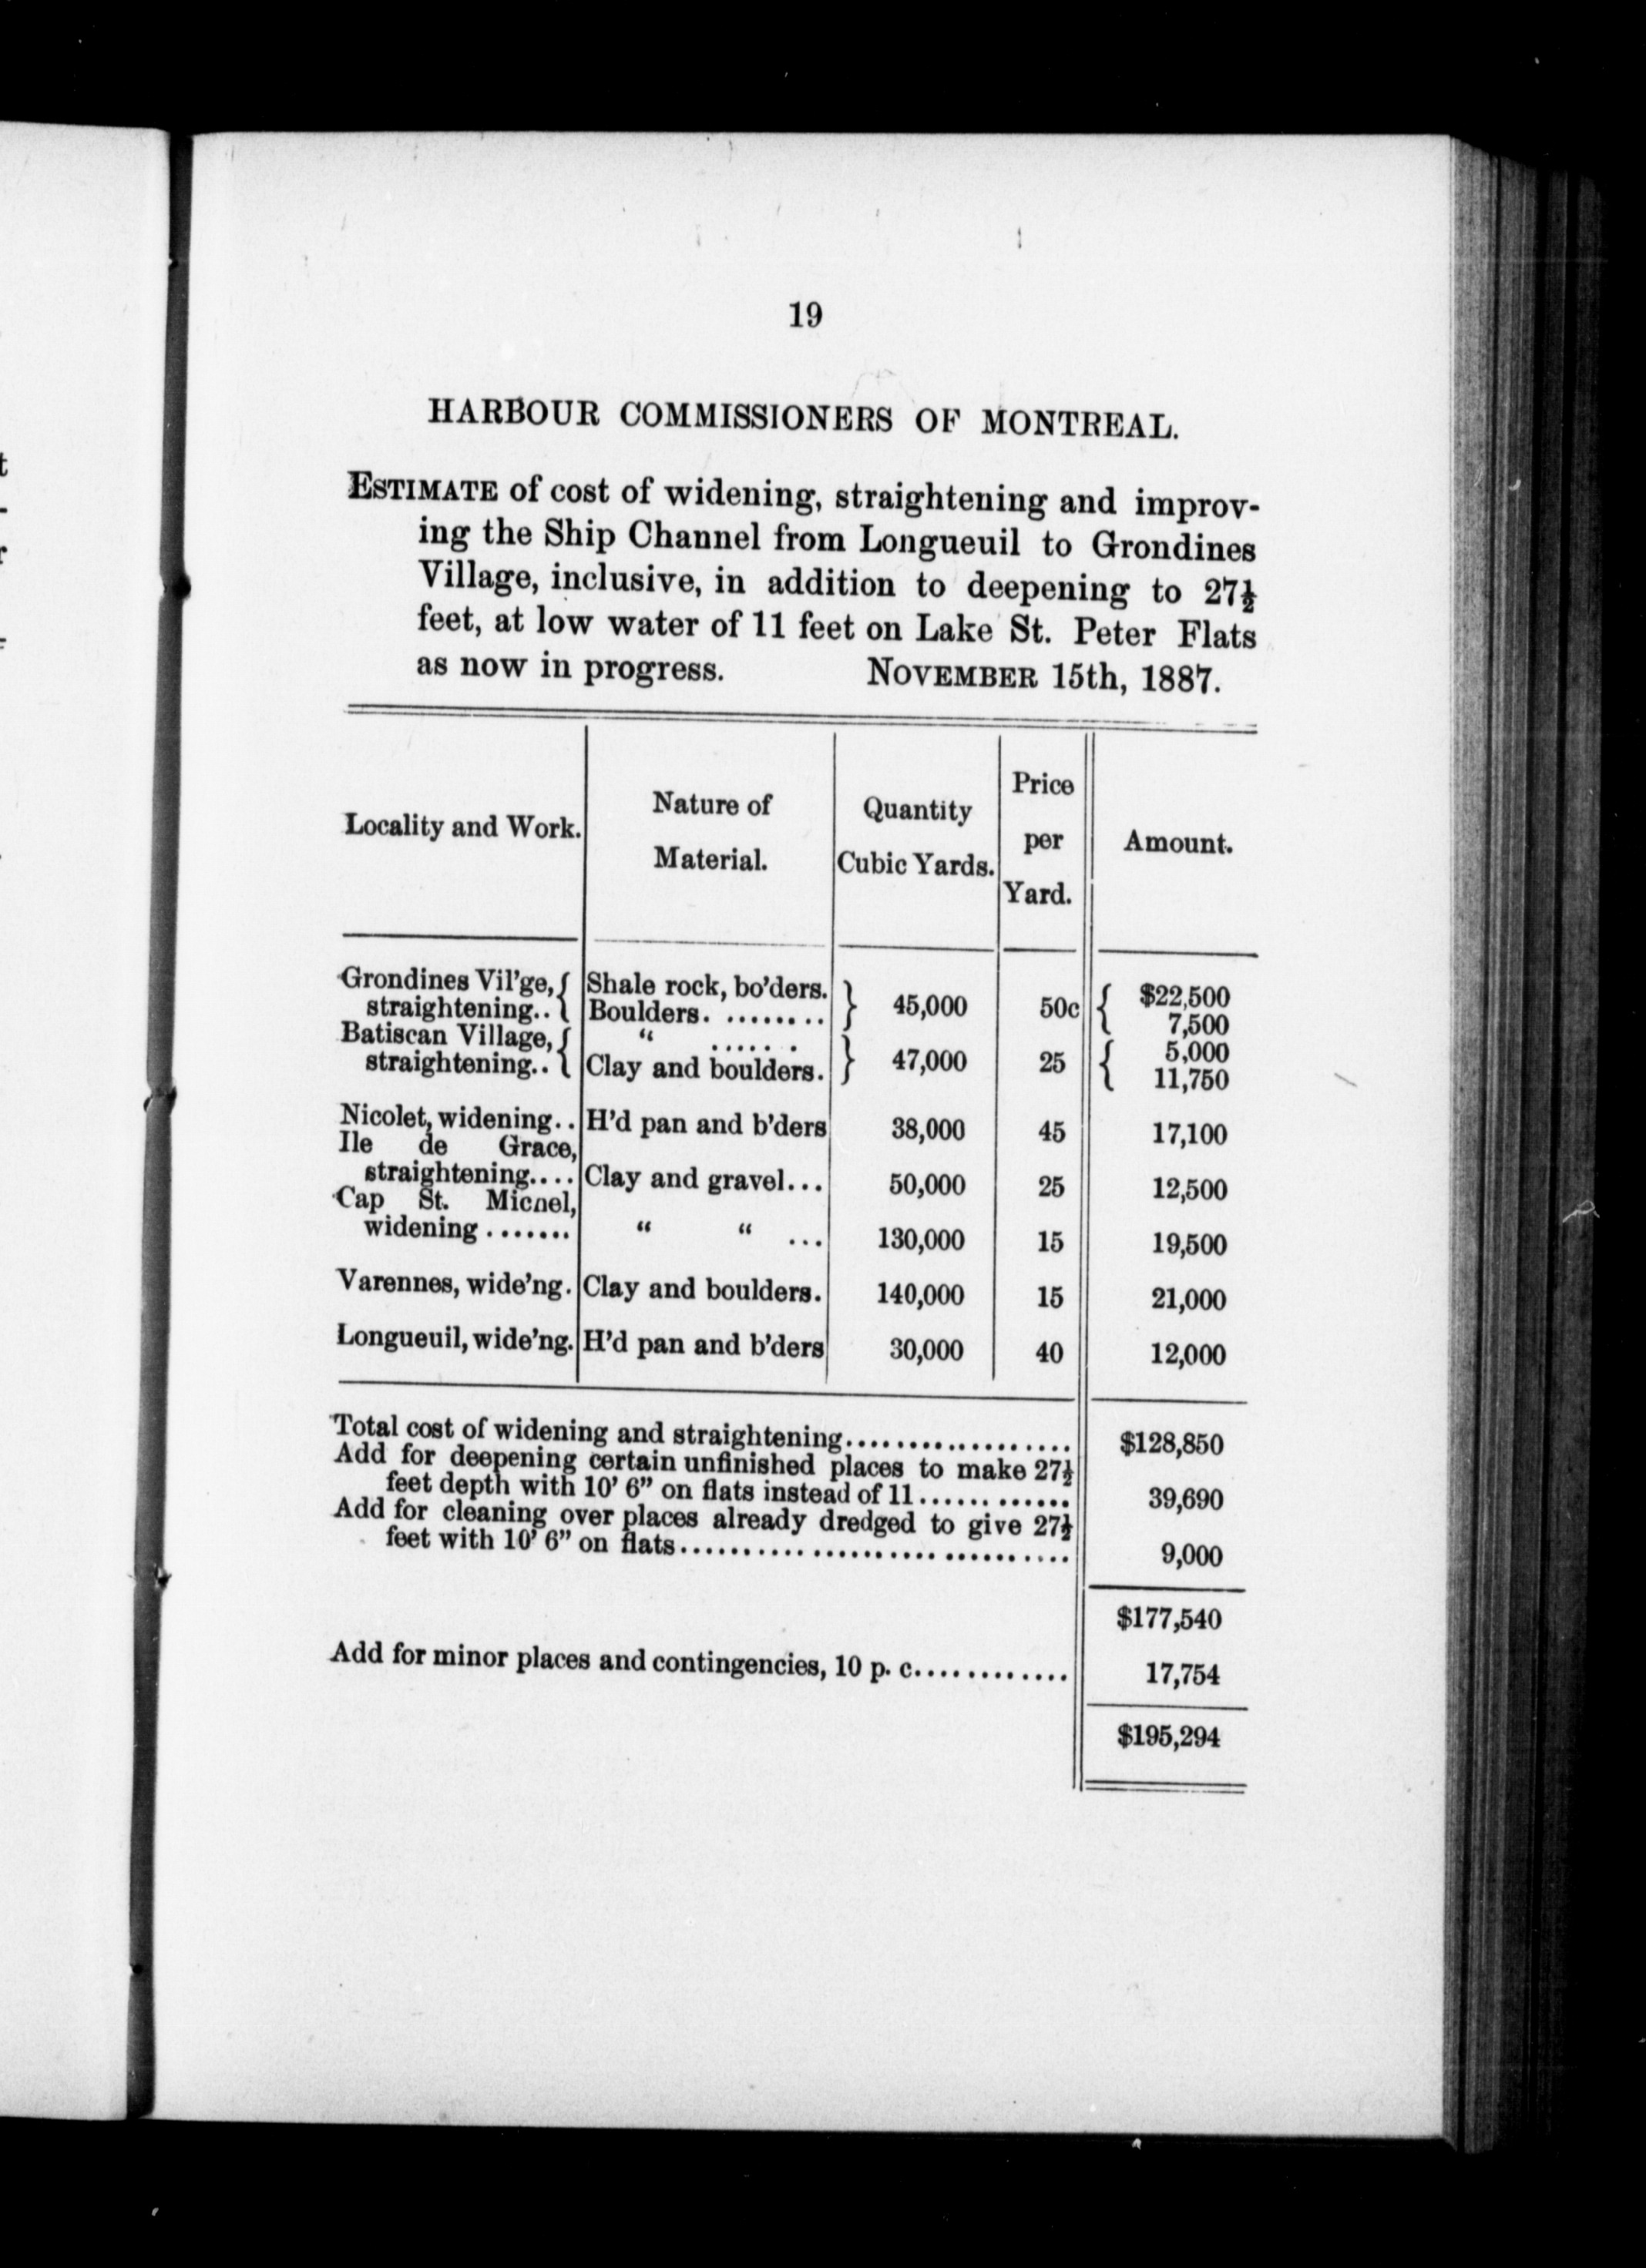 19
HARBOUR COMMISSIONERS OF MONTREAL.
ESTIMATE of cost of widening, straightening and improv-
ing the Ship Channel from Longueuil to Grondines
Village, inclusive, in addition to deepening to 27½
feet, at low water of 11 feet on Lake St. Peter Flats
as now in progress. NOVEMBER 15th, 1887.
Locality and Work. Nature of Material. Quantity Cubic Yards. Price per Yard. Amount.
Grondines Vil'ge, { Shale rock, bo'ders. } 45,000 50c { $22,500
straightening.. { Boulders. ........ } 7,500
Batiscan Village, { " ...... } 47,000 25 { 5,000
straightening.. { Clay and boulders. } 11,750
Nicolet, widening.. H'd pan and b'ders 38,000 45 17,100
Ile de Grace,
straightening.... Clay and gravel... 50,000 25 12,500
Cap St. Micnel,
widening ....... " " ... 130,000 15 19,500
Varennes, wide'ng. Clay and boulders. 140,000 15 21,000
Longueuil, wide'ng. H'd pan and b'ders 30,000 40 12,000
Total cost of widening and straightening.................. $128,850
Add for deepening certain unfinished places to make 27½
feet depth with 10' 6" on flats instead of 11............ 39,690
Add for cleaning over places already dredged to give 27½
feet with 10' 6" on flats.............................. 9,000
$177,540
Add for minor places and contingencies, 10 p. c............ 17,754
$195,294